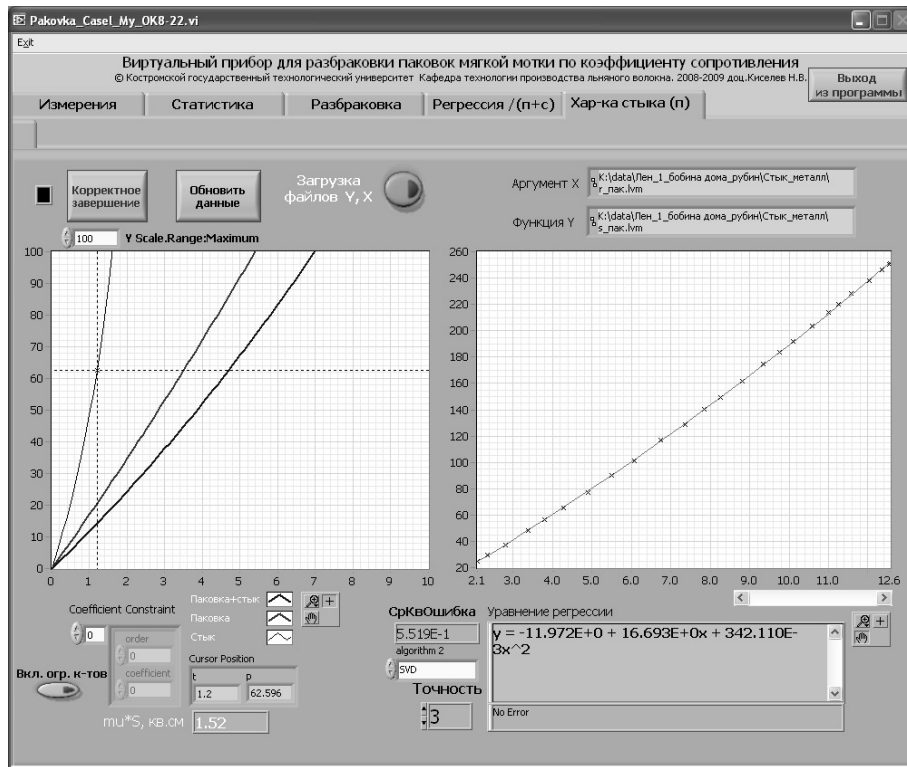 Pakovka_Casel_My_OKB-22.vi
Exit
Виртуальный прибор для разбраковки паковок мягкой мотки по коэффициенту сопротивления
© Костромской государственный технологический университет Кафедра технологии производства льняного волокна. 2008-2009 доц.Киселев Н.В.
Выход
из программы
Измерения Статистика Разбраковка Регрессия /(п+с) Хар-ка стыка (п)
Корректное
завершение
Обновить
данные
Загрузка
файлов Y, X
Аргумент X
K:\data\Лен_1_бобина дома_рубин\Стык_металл\
r_пак.lvm
Функция Y
K:\data\Лен_1_бобина дома_рубин\Стык_металл\
s_пак.lvm
100 Y Scale.Range:Maximum
100
90
80
70
60
50
40
30
20
10
0
0 1 2 3 4 5 6 7 8 9 10
260
240
220
200
180
160
140
120
100
80
60
40
20
2.1 3.0 4.0 5.0 6.0 7.0 8.0 9.0 10.0 11.0 12.6
Coefficient Constraint
0
order
0
coefficient
0
Вкл. огр. к-тов
Паковка+стык
Паковка
Стык
Cursor Position
t p
1.2 62.596
mu*S, кв.см 1.52
СрКвОшибка
5.519E-1
algorithm 2
SVD
Точность
3
Уравнение регрессии
y = -11.972E+0 + 16.693E+0x + 342.110E-
3x^2
No Error